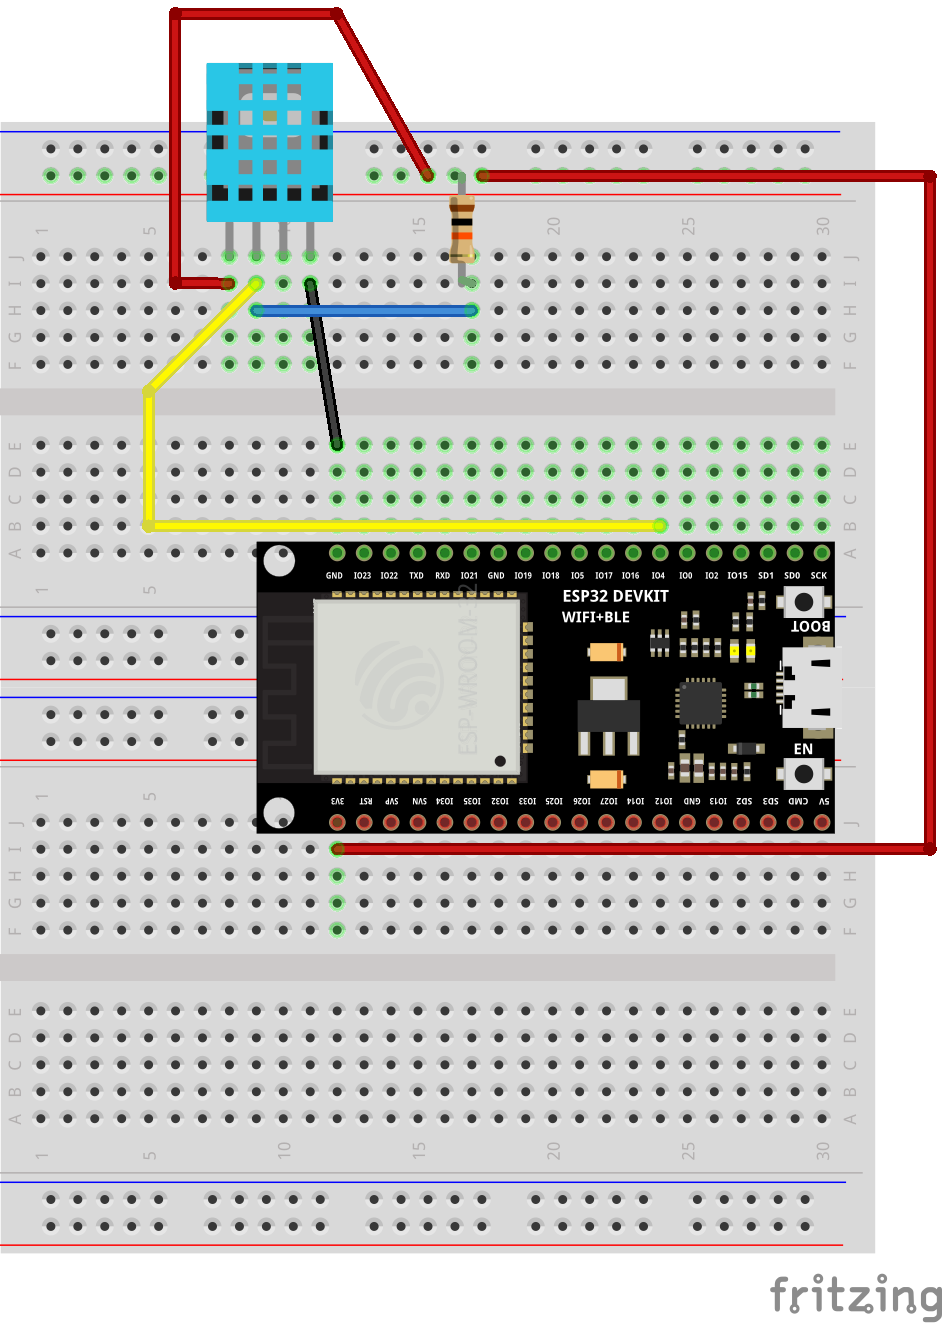 1 5 15 20 25 30
J J
I I
H H
G G
F F
E E
D D
C C
B B
A A
GND IO23 IO22 TXD RXD IO21 GND IO19 IO18 IO5 IO17 IO16 IO4 IO0 IO2 IO15 SD1 SD0 SCK
1 5
ESP32 DEVKIT
WIFI+BLE
BOOT
ESP-WROOM-32
EN
3V3 RST SVP SVN IO34 IO35 IO32 IO33 IO25 IO26 IO27 IO14 IO12 GND IO13 SD2 SD3 CMD 5V
1 5
J J
I I
H H
G G
F F
E E
D D
C C
B B
A A
1 5 10 15 20 25 30
fritzing